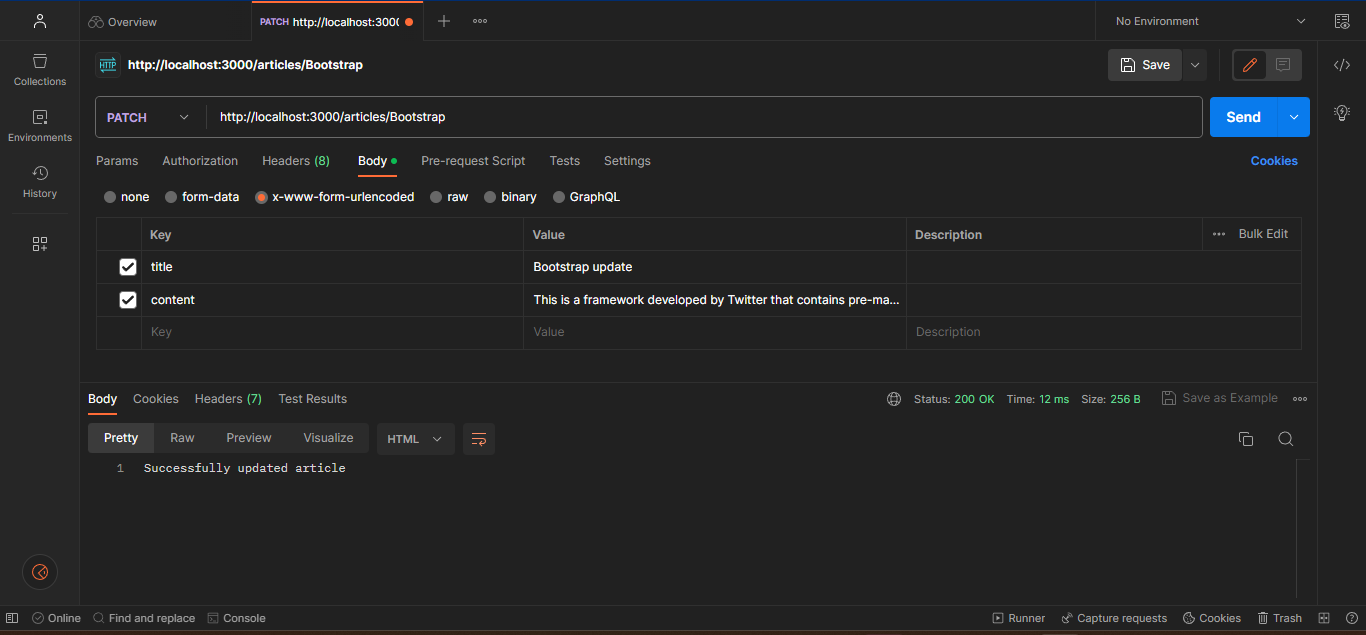 Overview
PATCH http://localhost:300
No Environment
Collections
Environments
History
HTTP http://localhost:3000/articles/Bootstrap
Save
PATCH http://localhost:3000/articles/Bootstrap
Send
Params Authorization Headers (8) Body Pre-request Script Tests Settings Cookies
none form-data x-www-form-urlencoded raw binary GraphQL
Key Value Description Bulk Edit
title Bootstrap update
content This is a framework developed by Twitter that contains pre-ma...
Key Value Description
Body Cookies Headers (7) Test Results Status: 200 OK Time: 12 ms Size: 256 B Save as Example
Pretty Raw Preview Visualize HTML
1 Successfully updated article
Online Find and replace Console Runner Capture requests Cookies Trash